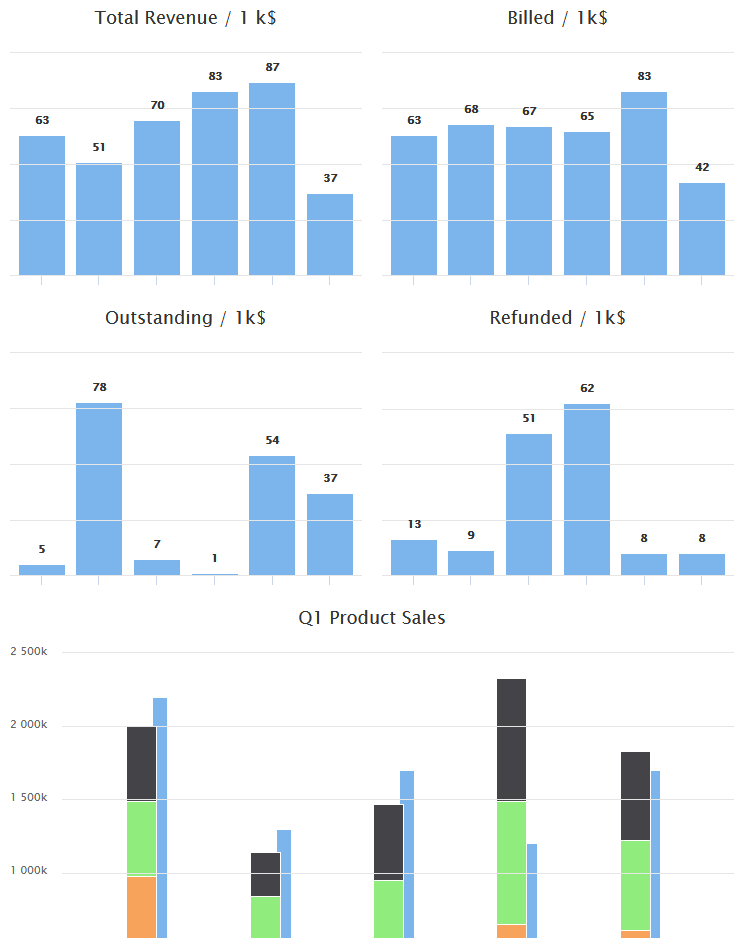 Total Revenue / 1 k$
63
51
70
83
87
37
Billed / 1k$
63
68
67
65
83
42
Outstanding / 1k$
5
78
7
1
54
37
Refunded / 1k$
13
9
51
62
8
8
Q1 Product Sales
2 500k
2 000k
1 500k
1 000k